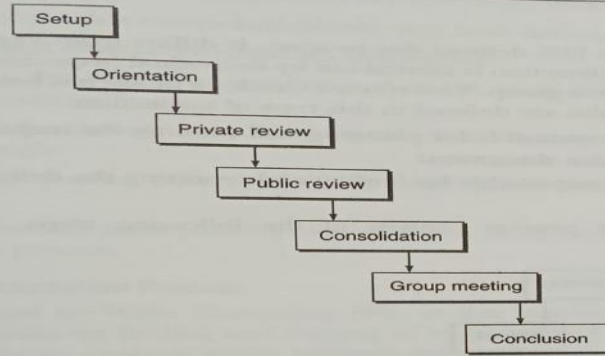 Setup
Orientation
Private review
Public review
Consolidation
Group meeting
Conclusion